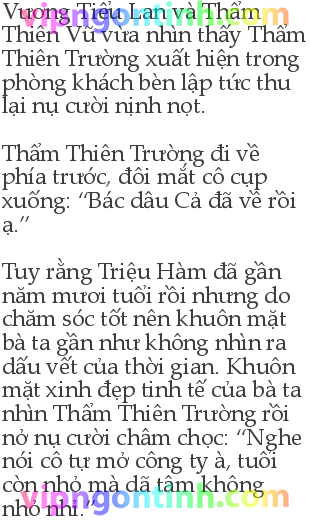 Vương Tiểu Lan và Thẩm
vipngontinh.com
Thiên Vũ vừa nhìn thấy Thẩm
Thiên Trường xuất hiện trong
phòng khách bèn lập tức thu
lại nụ cười nịnh nọt.
Thẩm Thiên Trường đi về
phía trước, đôi mắt cô cụp
xuống: “Bác dâu Cả đã về rồi
ạ.”
Tuy rằng Triệu Hàm đã gần
năm mươi tuổi rồi nhưng do
chăm sóc tốt nên khuôn mặt
bà ta gần như không nhìn ra
dấu vết của thời gian. Khuôn
mặt xinh đẹp tinh tế của bà ta
nhìn Thẩm Thiên Trường rồi
nở nụ cười châm chọc: “Nghe
nói cô tự mở công ty à, tuổi
còn nhỏ mà dã tâm không
vipngontinh.com
nhỏ nhỉ.”